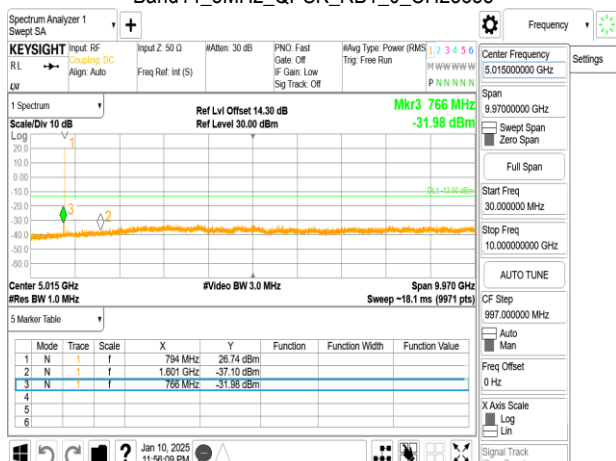 Spectrum Analyzer 1
Swept SA
Frequency
KEYSIGHT
Input: RF
Coupling: DC
Align: Auto
Input Z: 50 Ω
Freq Ref: Int (S)
#Atten: 30 dB
PNO: Fast
Gate: Off
IF Gain: Low
Sig Track: Off
#Avg Type: Power (RMS
Trig: Free Run
1 2 3 4 5 6
M W W W W W
P N N N N N
RL
LXI
1 Spectrum
Scale/Div 10 dB
Log
Ref Lvl Offset 14.30 dB
Ref Level 30.00 dBm
Mkr3 766 MHz
-31.98 dBm
20.0
10.0
0.00
-10.0
-20.0
-30.0
-40.0
-50.0
-60.0
1
2
3
DL1 -13.00 dBm
Center 5.015 GHz
#Res BW 1.0 MHz
#Video BW 3.0 MHz
Span 9.970 GHz
Sweep ~18.1 ms (9971 pts)
5 Marker Table
Mode Trace Scale X Y Function Function Width Function Value
1 N 1 f 794 MHz 26.74 dBm
2 N 1 f 1.601 GHz -37.10 dBm
3 N 1 f 766 MHz -31.98 dBm
4
5
6
Jan 10, 2025
11:56:09 PM
Center Frequency
5.015000000 GHz
Settings
Span
9.97000000 GHz
Swept Span
Zero Span
Full Span
Start Freq
30.000000 MHz
Stop Freq
10.000000000 GHz
AUTO TUNE
CF Step
997.000000 MHz
Auto
Man
Freq Offset
0 Hz
X Axis Scale
Log
Lin
Signal Track